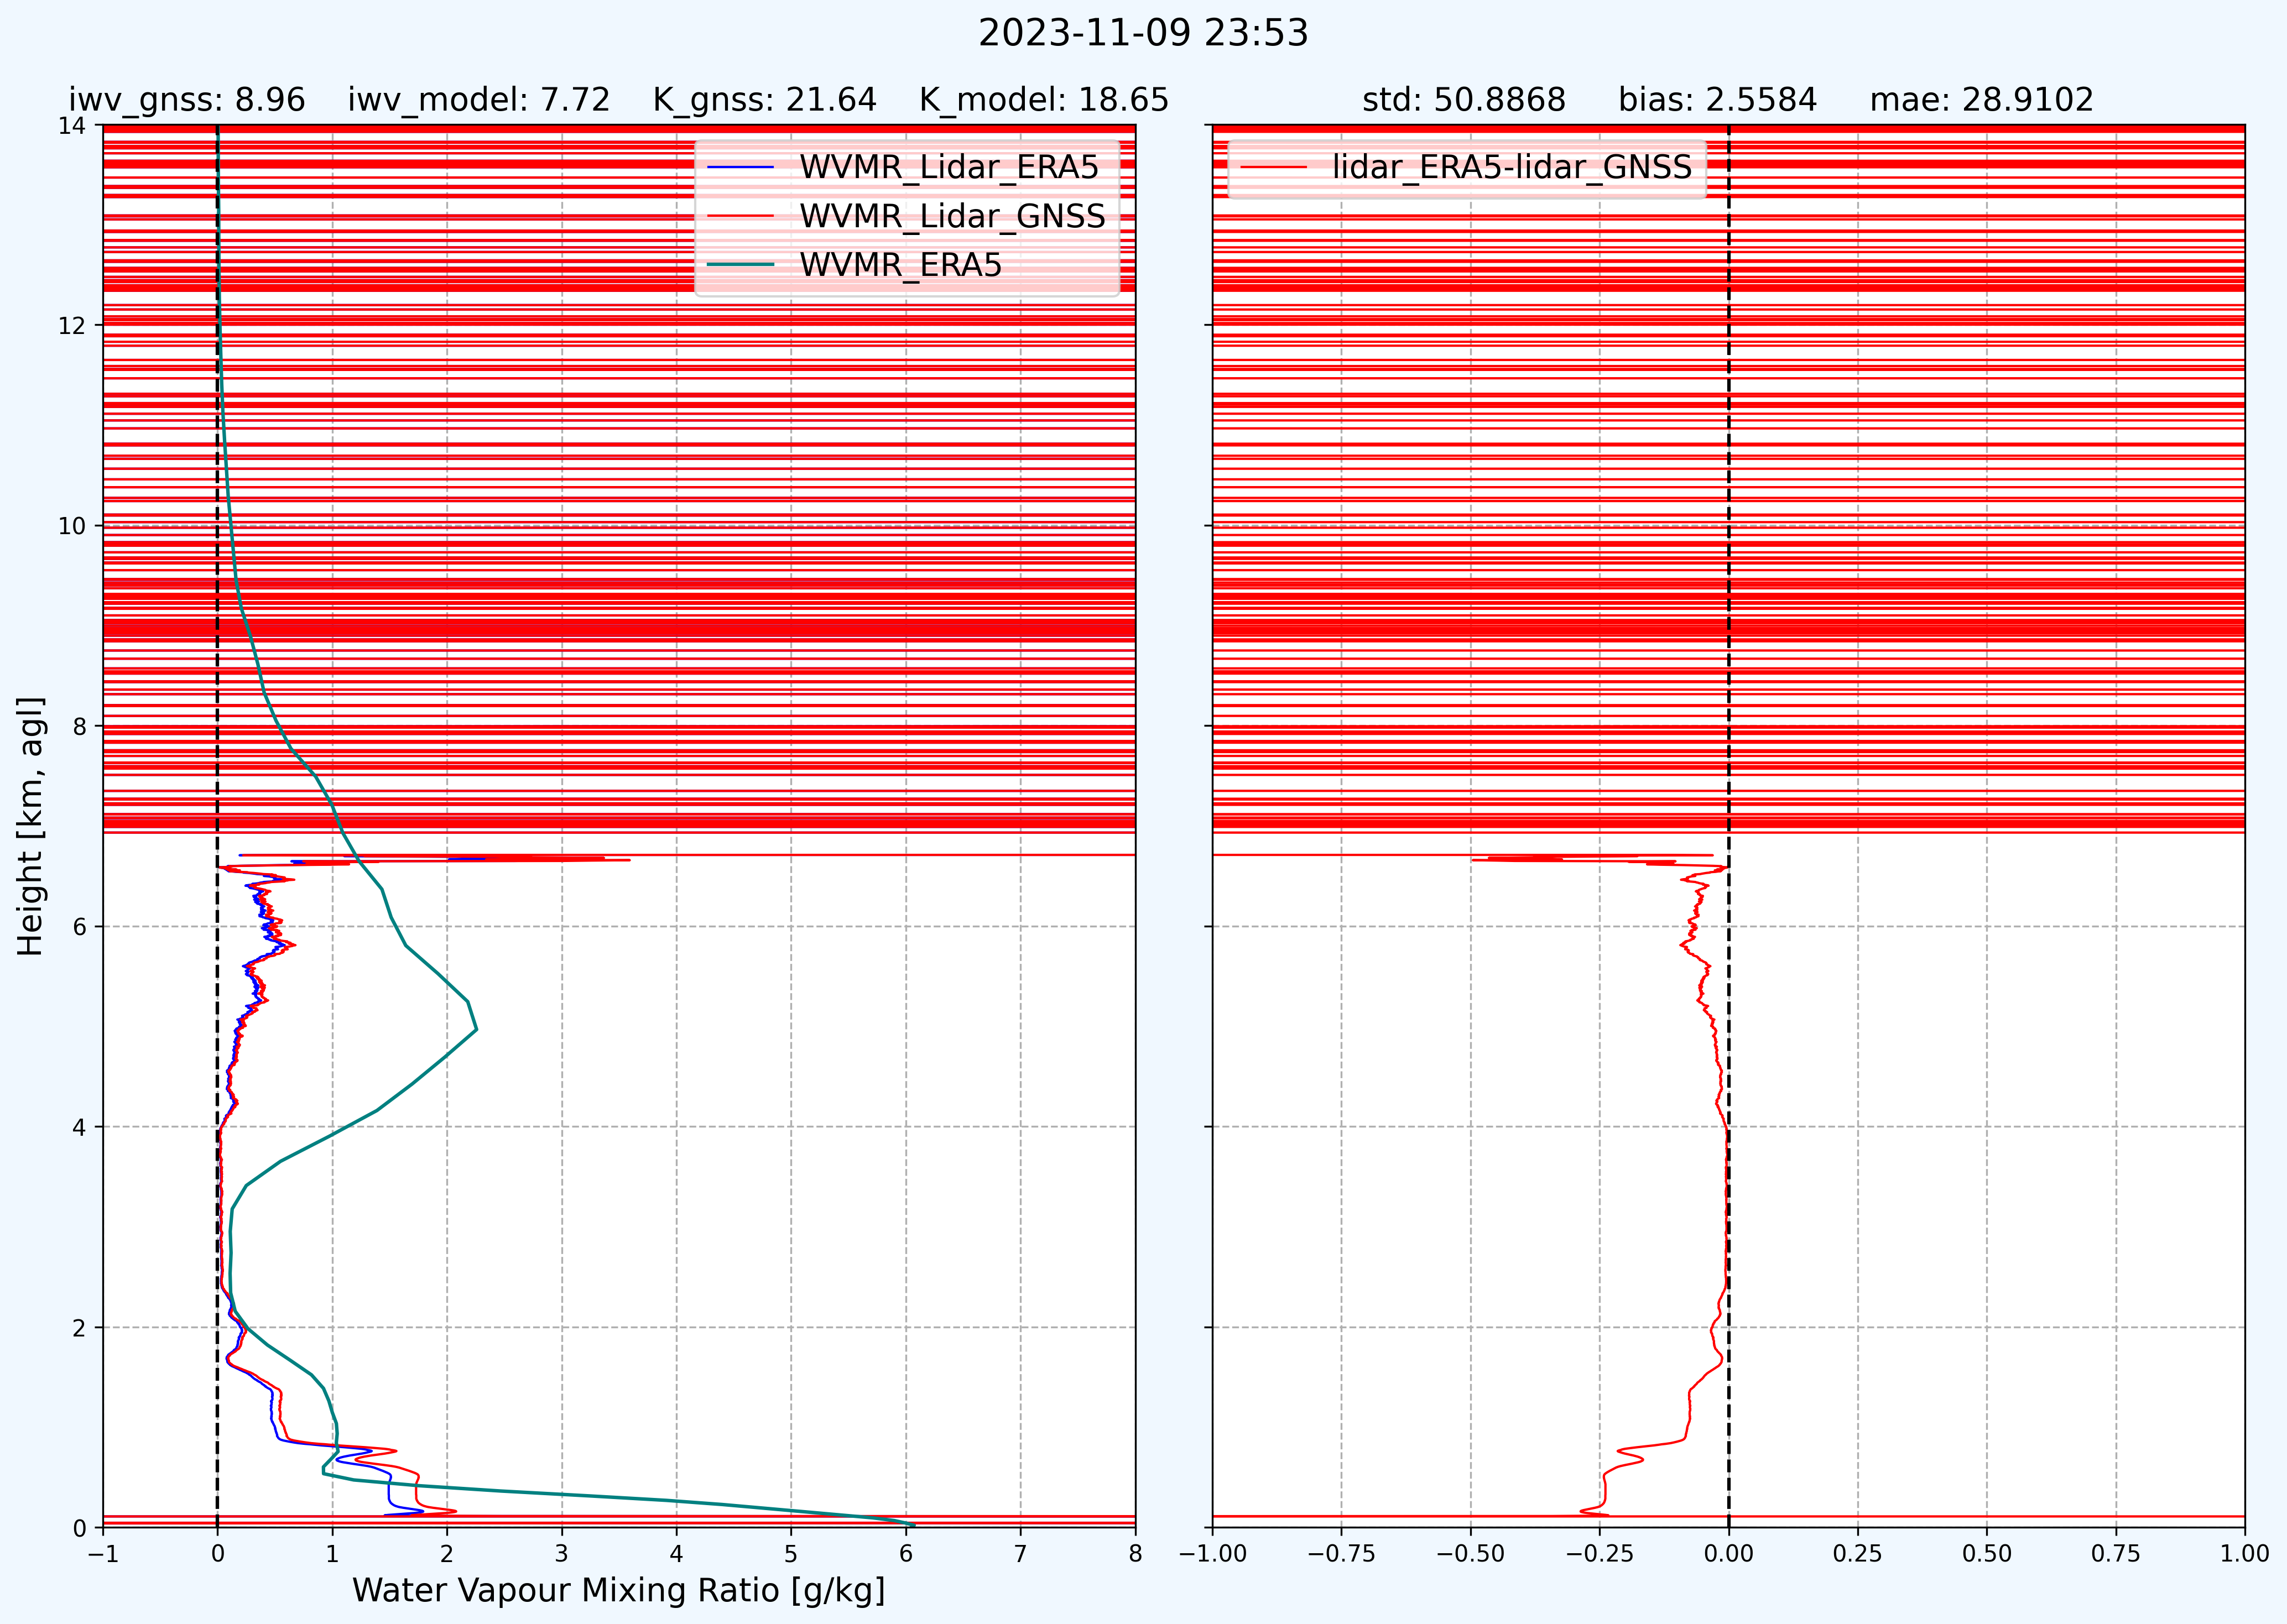 2023-11-09 23:53
iwv_gnss: 8.96 iwv_model: 7.72 K_gnss: 21.64 K_model: 18.65
std: 50.8868 bias: 2.5584 mae: 28.9102
WVMR_Lidar_ERA5
WVMR_Lidar_GNSS
WVMR_ERA5
lidar_ERA5-lidar_GNSS
14
12
10
8
6
4
2
0
Height [km, agl]
−1 0 1 2 3 4 5 6 7 8
Water Vapour Mixing Ratio [g/kg]
−1.00 −0.75 −0.50 −0.25 0.00 0.25 0.50 0.75 1.00